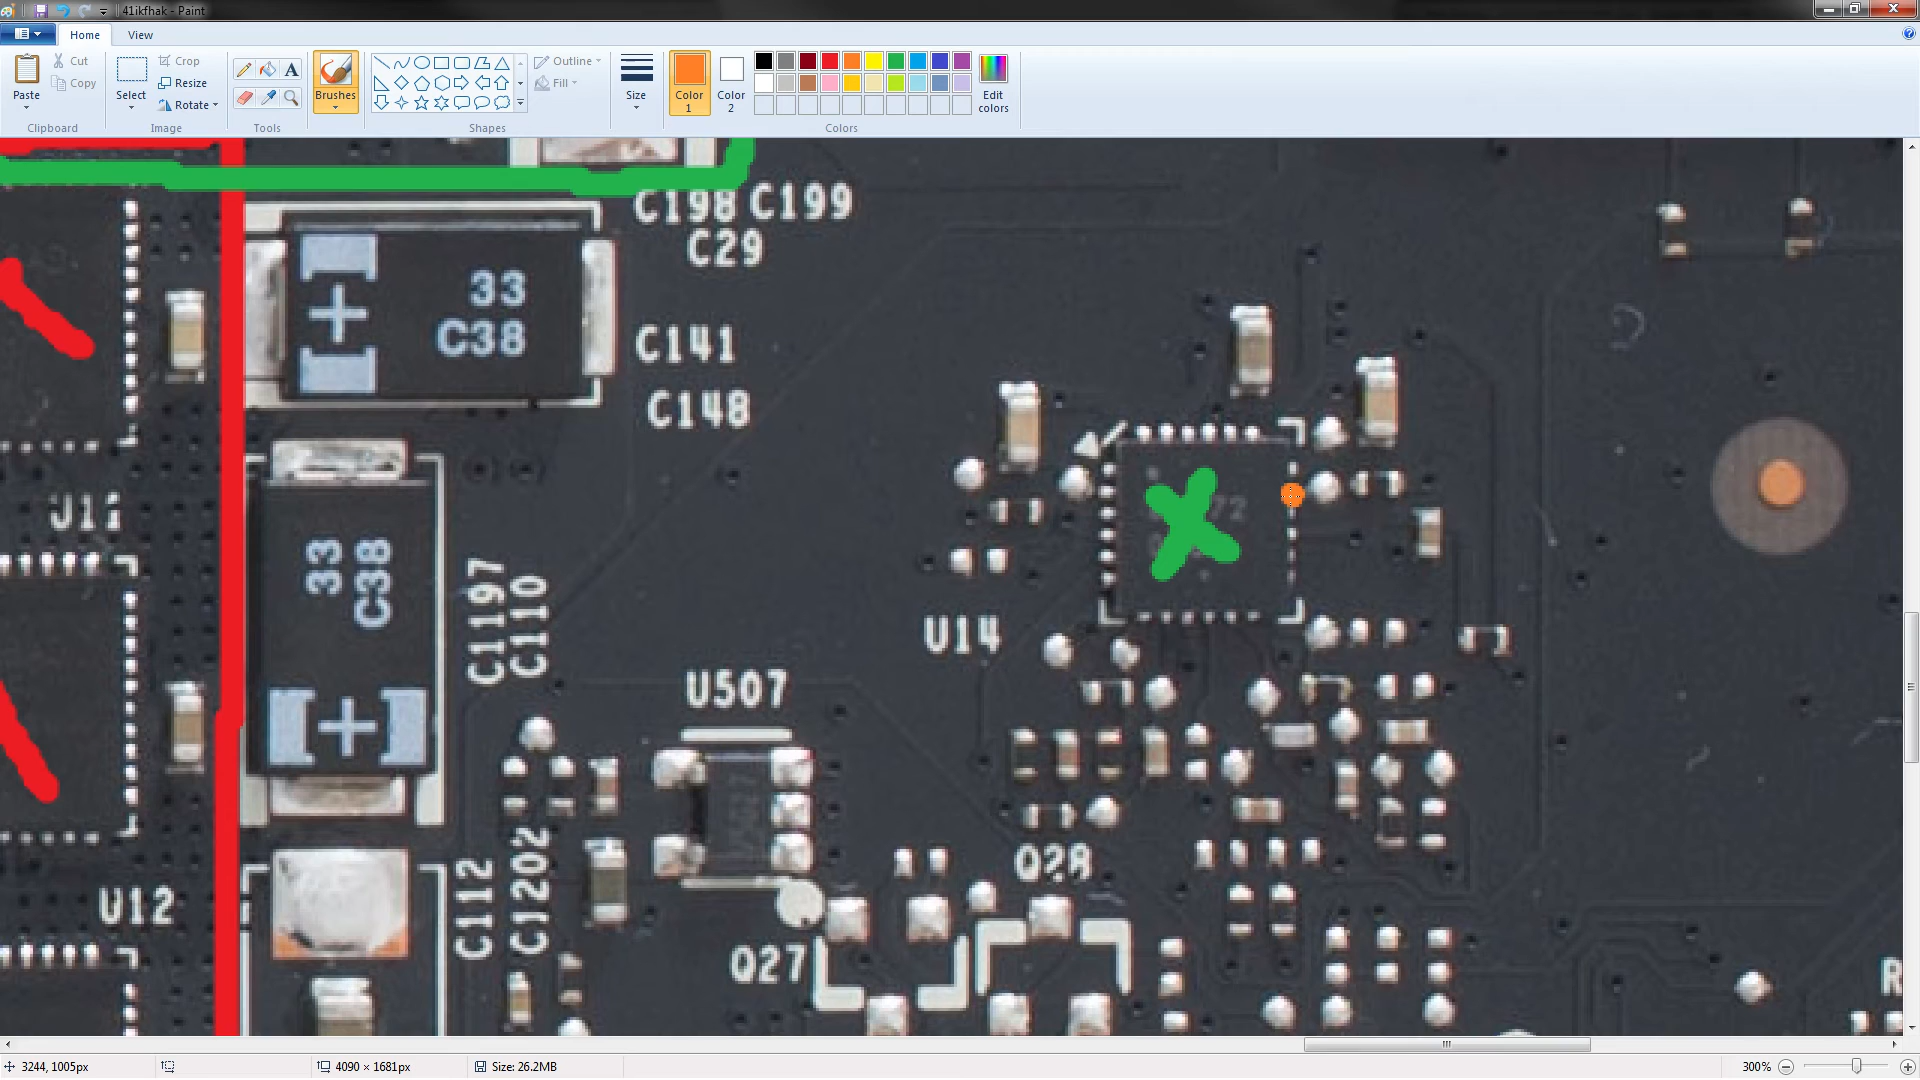 41ikfhak - Paint
Home
View
Paste
Cut
Copy
Clipboard
Select
Crop
Resize
Rotate
Image
A
Tools
Brushes
Shapes
Outline
Fill
Size
Color
1
Color
2
Edit
colors
Colors
C198 C199
C29
33
C38
C141
C148
33
C38
C1197
C110
U14
U507
72
U12
C112
C1202
Q28
Q27
R
3244, 1005px
4090 × 1681px
Size: 26.2MB
300%